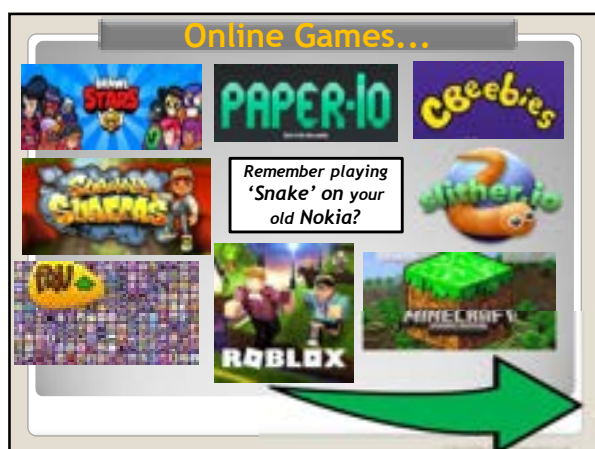 Online Games...
BRAWL
STARS
PAPER-iO
CBeebies
SUBWAY
SURFERS
Remember playing
'Snake' on your
old Nokia?
slither.io
ROBLOX
MINECRAFT